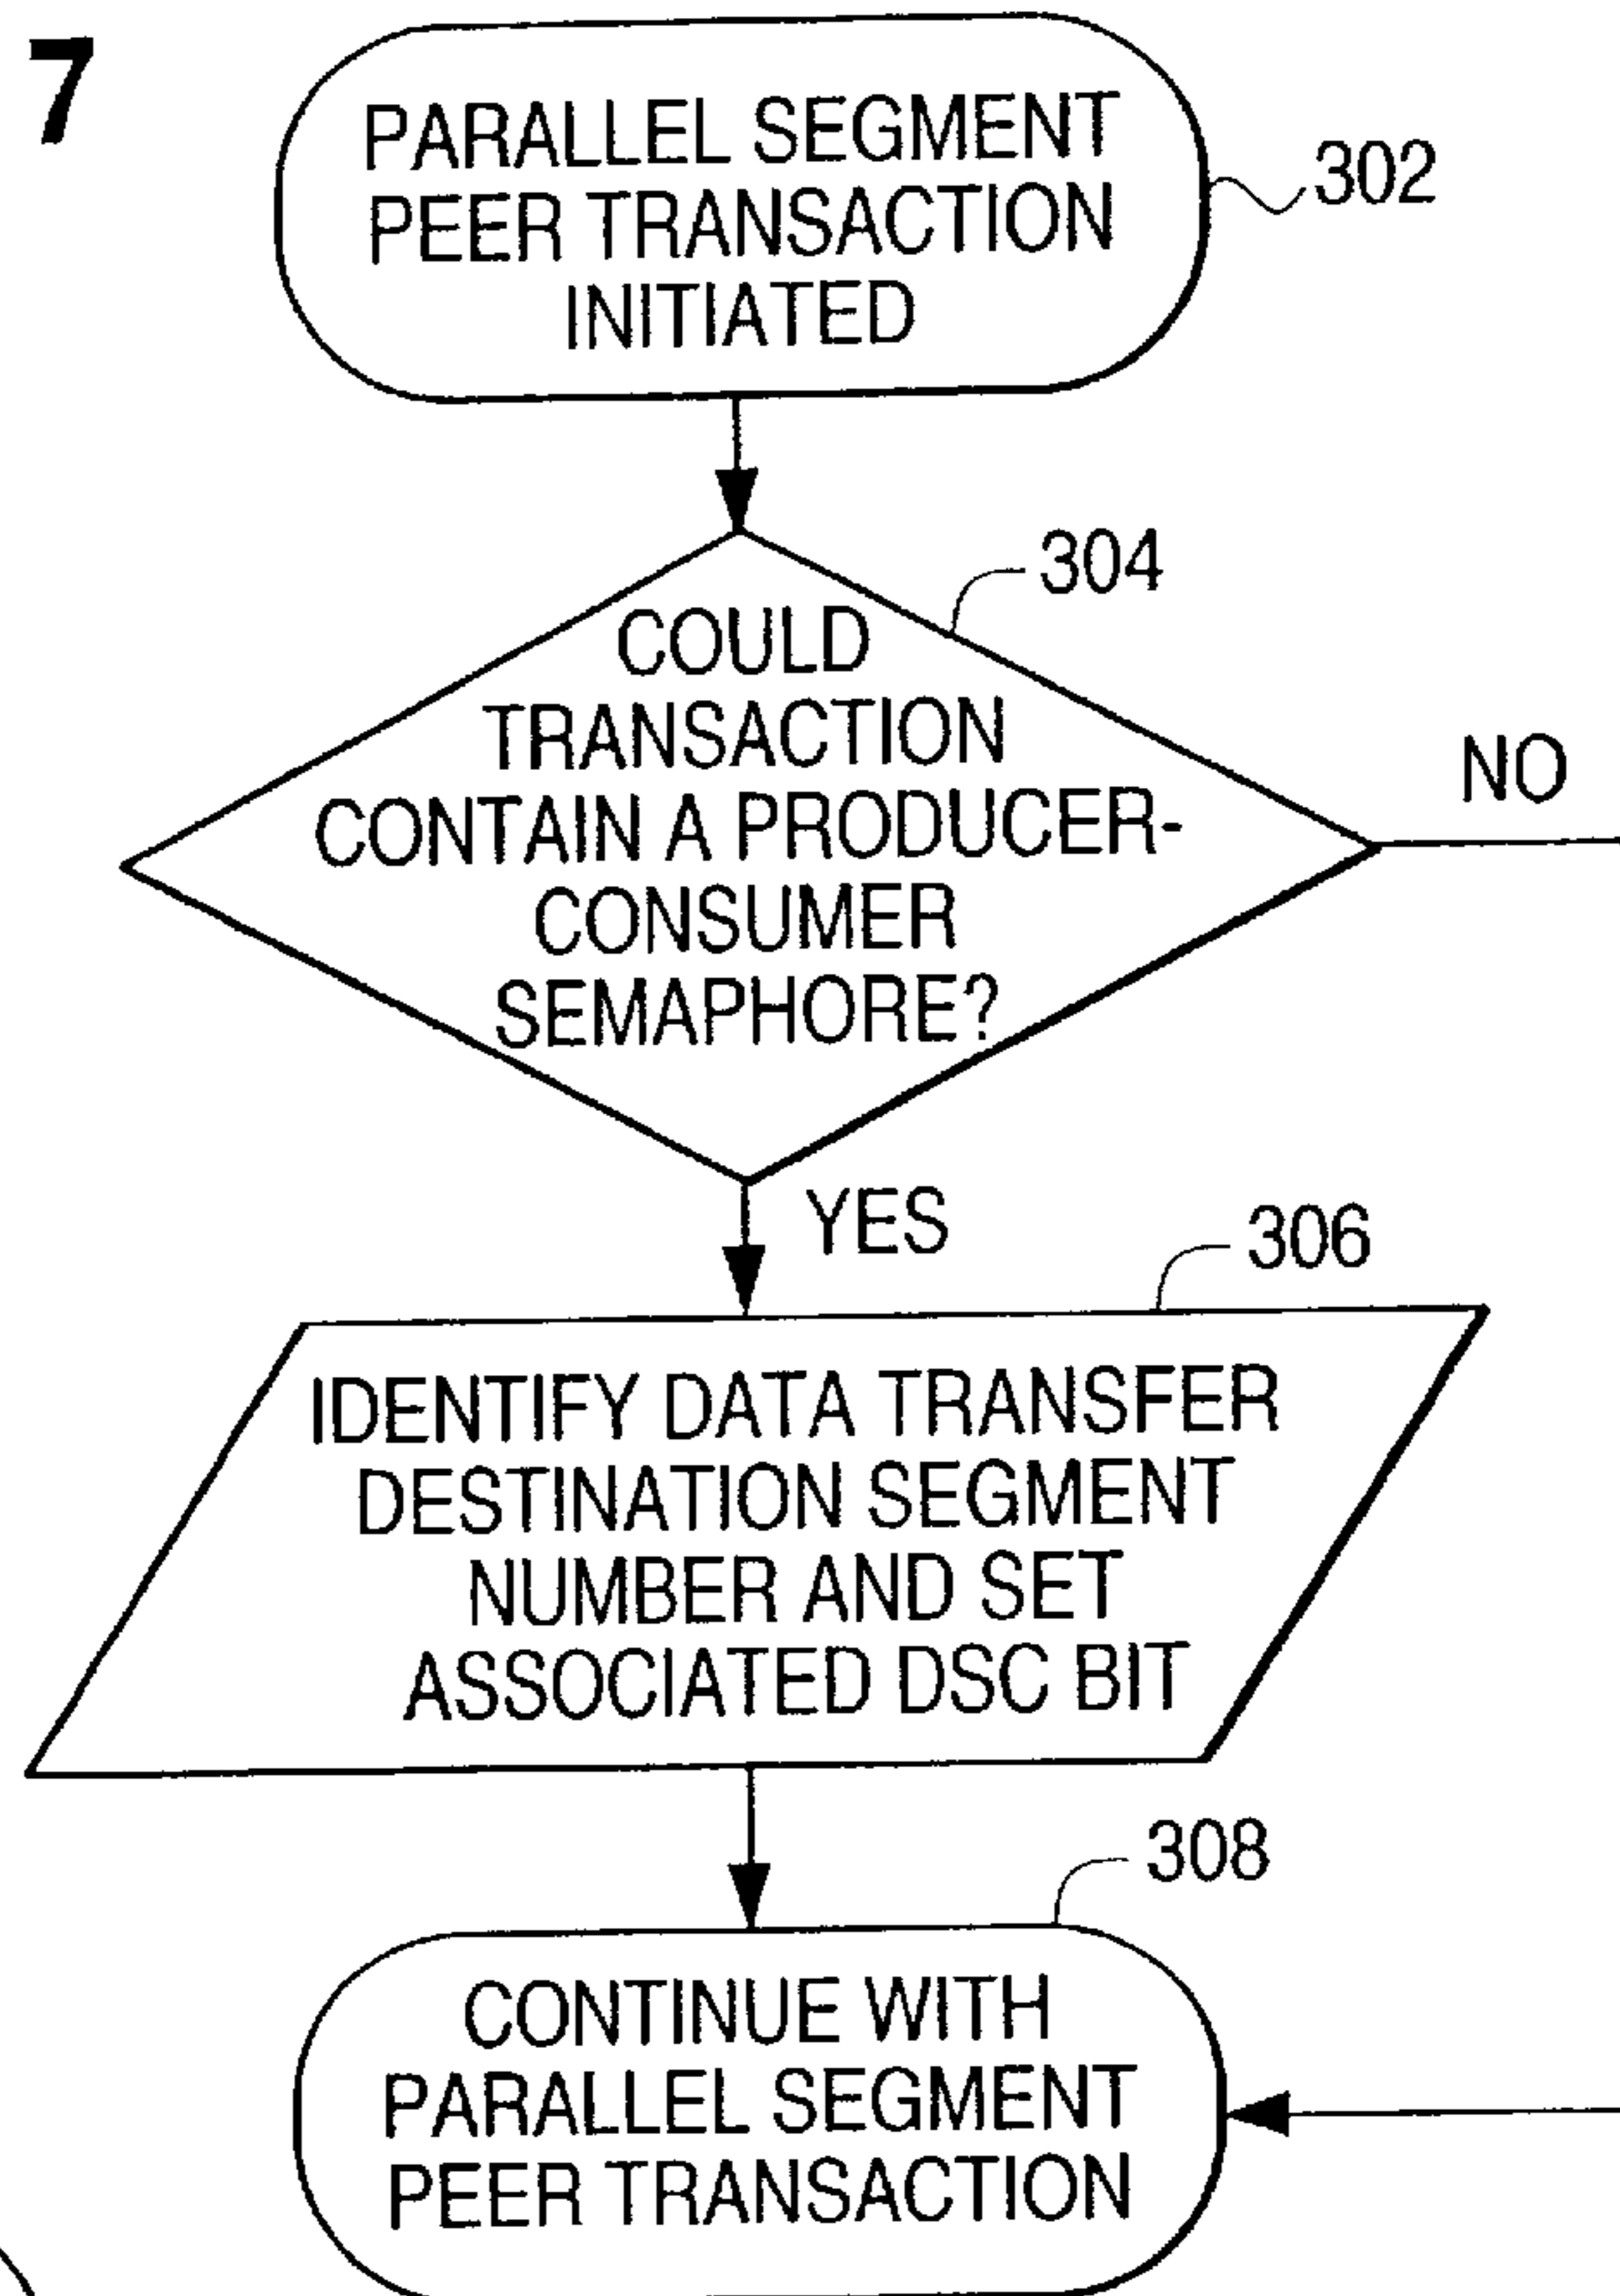 7
PARALLEL SEGMENT
PEER TRANSACTION
INITIATED
302
304
COULD
TRANSACTION
CONTAIN A PRODUCER-
CONSUMER
SEMAPHORE?
NO
YES
306
IDENTIFY DATA TRANSFER
DESTINATION SEGMENT
NUMBER AND SET
ASSOCIATED DSC BIT
308
CONTINUE WITH
PARALLEL SEGMENT
PEER TRANSACTION